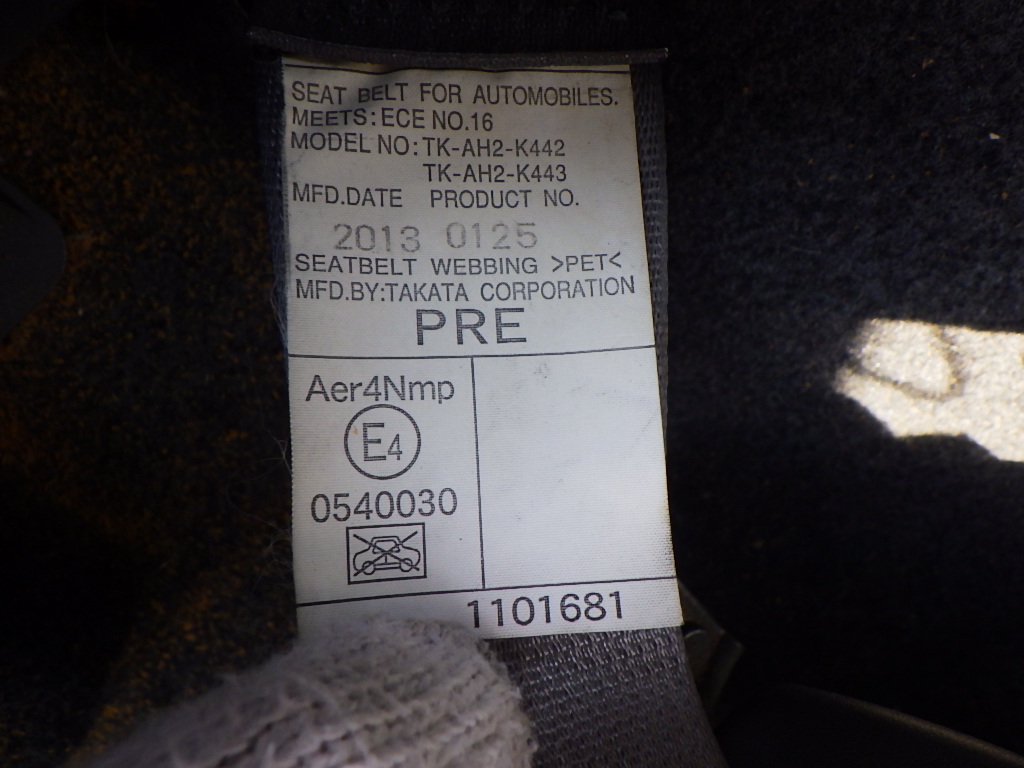 SEAT BELT FOR AUTOMOBILES.
MEETS:ECE NO.16
MODEL NO:TK-AH2-K442
TK-AH2-K443
MFD.DATE PRODUCT NO.
2013 0125
SEATBELT WEBBING >PET<
MFD.BY:TAKATA CORPORATION
PRE
Aer4Nmp
E4
0540030
1101681